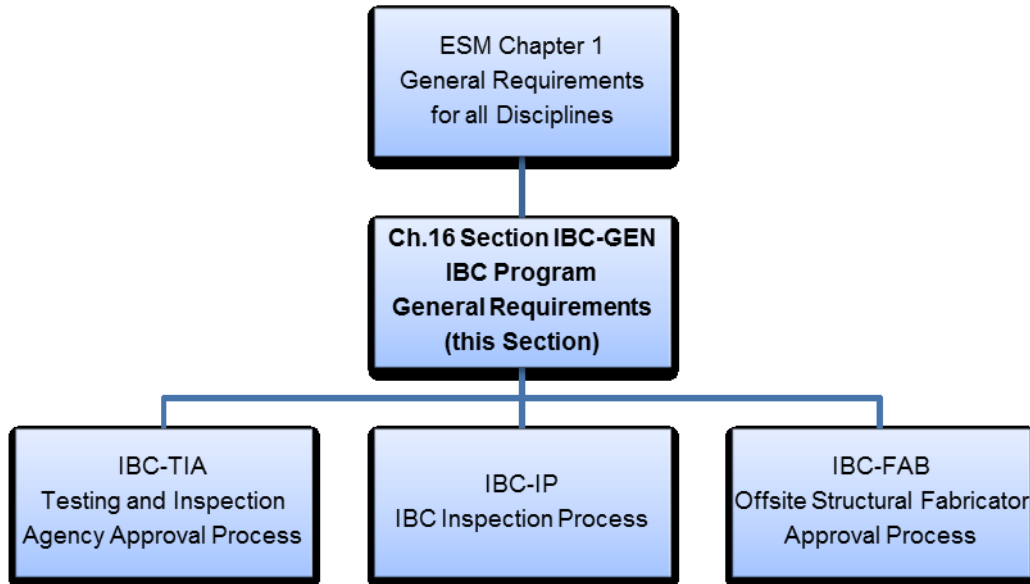 ESM Chapter 1
General Requirements
for all Disciplines
Ch.16 Section IBC-GEN
IBC Program
General Requirements
(this Section)
IBC-TIA
Testing and Inspection
Agency Approval Process
IBC-IP
IBC Inspection Process
IBC-FAB
Offsite Structural Fabricator
Approval Process